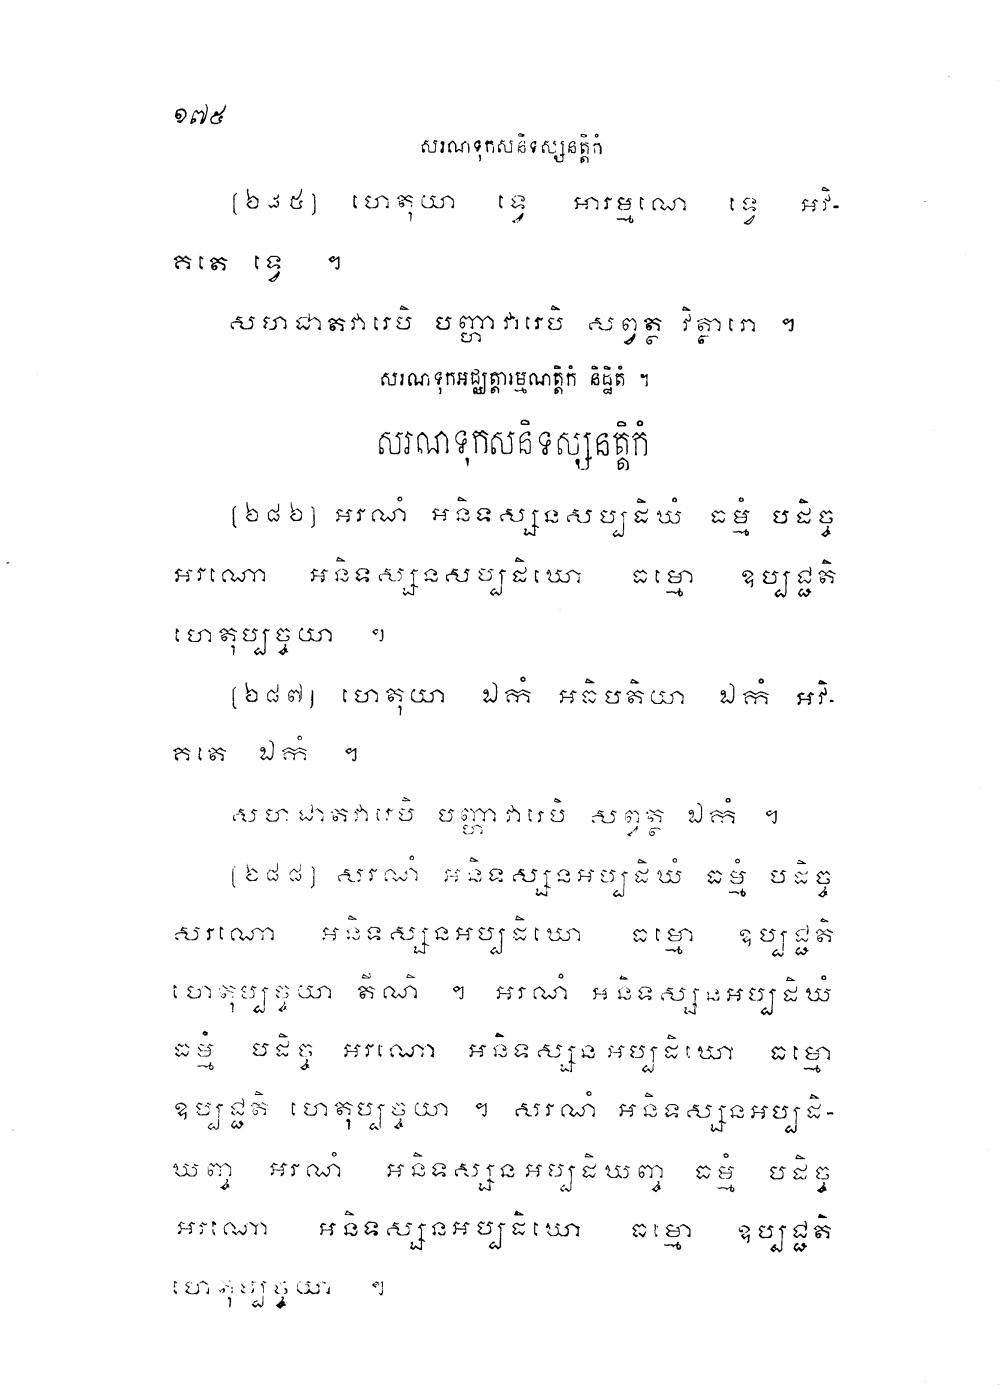 ១៧៥
សរណទុកសនិទស្សនត្តិកំ
[២៨៥] ហេតុយា ទ្វេ អារម្មណេ ទ្វេ អវិ-
គតេ ទ្វេ ។
សហជាតវារេបិ បញ្ហាវារេបិ សព្វត្ថ វិត្ថារោ ។
សរណទុកអជ្ឈត្តារម្មណត្តិកំ និដ្ឋិតំ ។
សរណទុកសនិទស្សនត្តិកំ
[២៨៦] អរណំ អនិទស្សនសប្បដិឃំ ធម្មំ បដិច្ច
អរណោ អនិទស្សនសប្បដិឃោ ធម្មោ ឧប្បជ្ជតិ
ហេតុប្បច្ចយា ។
[២៨៧] ហេតុយា ឯកំ អធិបតិយា ឯកំ អវិ-
គតេ ឯកំ ។
សហជាតវារេបិ បញ្ហាវារេបិ សព្វត្ថ ឯកំ ។
[២៨៨] សរណំ អនិទស្សនអប្បដិឃំ ធម្មំ បដិច្ច
សរណោ អនិទស្សនអប្បដិឃោ ធម្មោ ឧប្បជ្ជតិ
ហេតុប្បច្ចយា តីណិ ។ អរណំ អនិទស្សនអប្បដិឃំ
ធម្មំ បដិច្ច អរណោ អនិទស្សនអប្បដិឃោ ធម្មោ
ឧប្បជ្ជតិ ហេតុប្បច្ចយា ។ សរណំ អនិទស្សនអប្បដិ-
ឃញ្ច អរណំ អនិទស្សនអប្បដិឃញ្ច ធម្មំ បដិច្ច
អរណោ អនិទស្សនអប្បដិឃោ ធម្មោ ឧប្បជ្ជតិ
ហេតុប្បច្ចយា ។